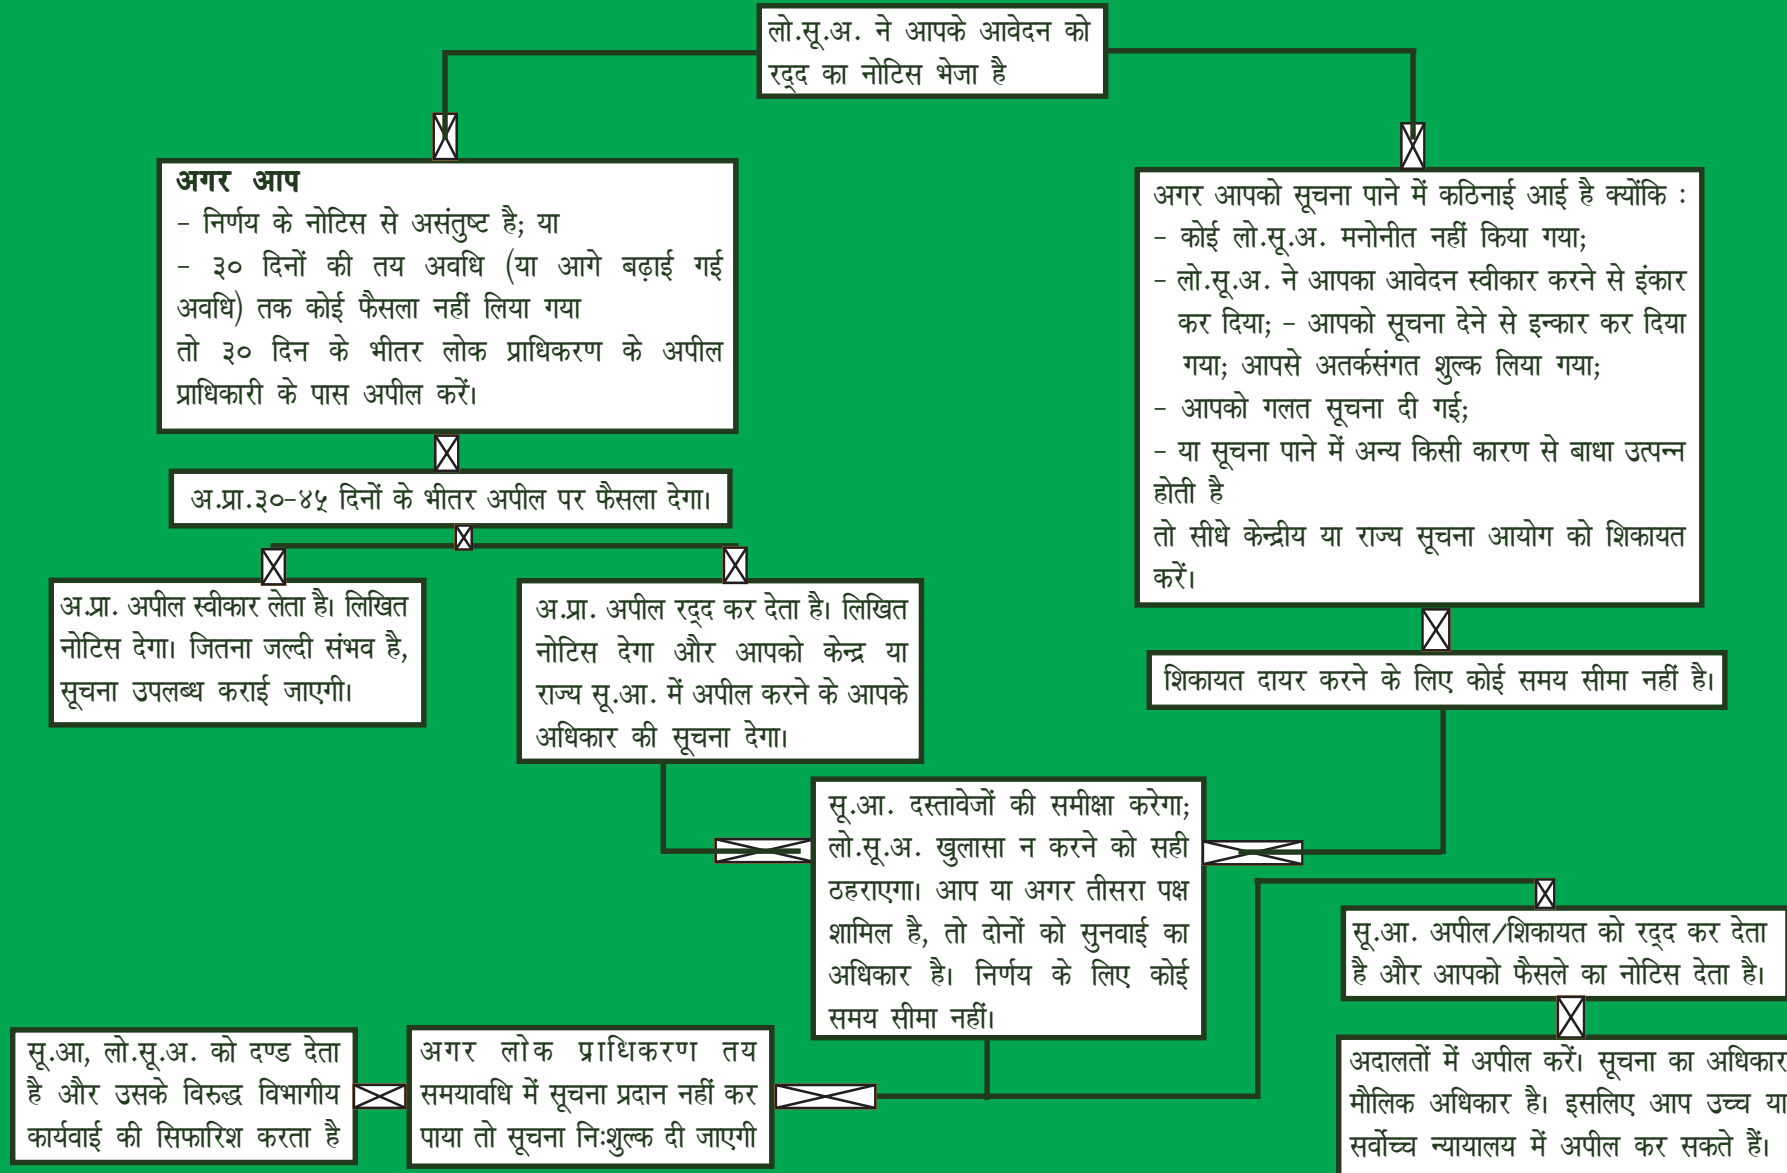 लो.सू.अ. ने आपके आवेदन को
रद्द का नोटिस भेजा है
अगर आप
- निर्णय के नोटिस से असंतुष्ट है; या
- ३० दिनों की तय अवधि (या आगे बढ़ाई गई
अवधि) तक कोई फैसला नहीं लिया गया
तो ३० दिन के भीतर लोक प्राधिकरण के अपील
प्राधिकारी के पास अपील करें।
अगर आपको सूचना पाने में कठिनाई आई है क्योंकि :
- कोई लो.सू.अ. मनोनीत नहीं किया गया;
- लो.सू.अ. ने आपका आवेदन स्वीकार करने से इंकार
कर दिया; - आपको सूचना देने से इन्कार कर दिया
गया; आपसे अतर्कसंगत शुल्क लिया गया;
- आपको गलत सूचना दी गई;
- या सूचना पाने में अन्य किसी कारण से बाधा उत्पन्न
होती है
तो सीधे केन्द्रीय या राज्य सूचना आयोग को शिकायत
करें।
अ.प्रा.३०-४५ दिनों के भीतर अपील पर फैसला देगा।
अ.प्रा. अपील स्वीकार लेता है। लिखित
नोटिस देगा। जितना जल्दी संभव है,
सूचना उपलब्ध कराई जाएगी।
अ.प्रा. अपील रद्द कर देता है। लिखित
नोटिस देगा और आपको केन्द्र या
राज्य सू.आ. में अपील करने के आपके
अधिकार की सूचना देगा।
शिकायत दायर करने के लिए कोई समय सीमा नहीं है।
सू.आ. दस्तावेजों की समीक्षा करेगा;
लो.सू.अ. खुलासा न करने को सही
ठहराएगा। आप या अगर तीसरा पक्ष
शामिल है, तो दोनों को सुनवाई का
अधिकार है। निर्णय के लिए कोई
समय सीमा नहीं।
सू.आ. अपील/शिकायत को रद्द कर देता
है और आपको फैसले का नोटिस देता है।
सू.आ, लो.सू.अ. को दण्ड देता
है और उसके विरुद्ध विभागीय
कार्यवाई की सिफारिश करता है
अगर लोक प्राधिकरण तय
समयावधि में सूचना प्रदान नहीं कर
पाया तो सूचना निःशुल्क दी जाएगी
अदालतों में अपील करें। सूचना का अधिकार
मौलिक अधिकार है। इसलिए आप उच्च या
सर्वोच्च न्यायालय में अपील कर सकते हैं।